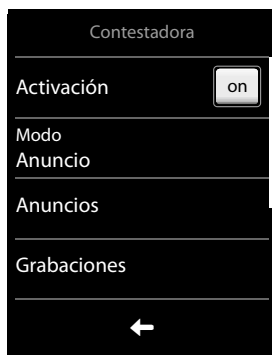 Contestadora
Activación on
Modo
Anuncio
Anuncios
Grabaciones